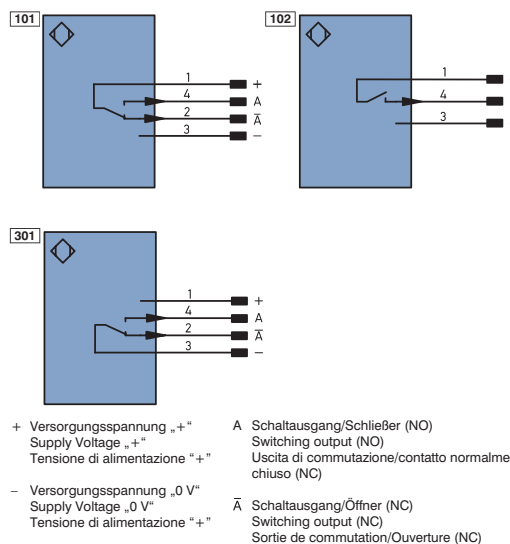 101
1 +
4 A
2 A̅
3 −
102
1
4
3
301
1 +
4 A
2 A̅
3 −
+ Versorgungsspannung „+“
Supply Voltage „+“
Tensione di alimentazione “+”
− Versorgungsspannung „0 V“
Supply Voltage „0 V“
Tensione di alimentazione “+”
A Schaltausgang/Schließer (NO)
Switching output (NO)
Uscita di commutazione/contatto normalme
chiuso (NC)
A̅ Schaltausgang/Öffner (NC)
Switching output (NC)
Sortie de commutation/Ouverture (NC)